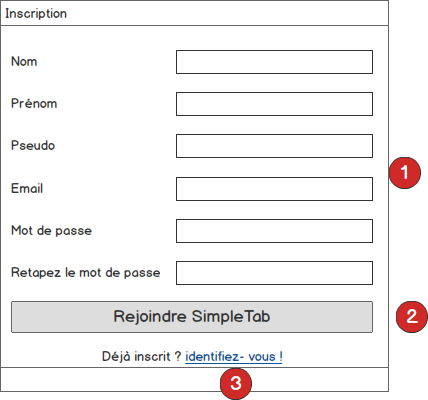 Inscription
Nom
Prénom
Pseudo
Email
1
Mot de passe
Retapez le mot de passe
Rejoindre SimpleTab
2
Déjà inscrit ? identifiez- vous !
3